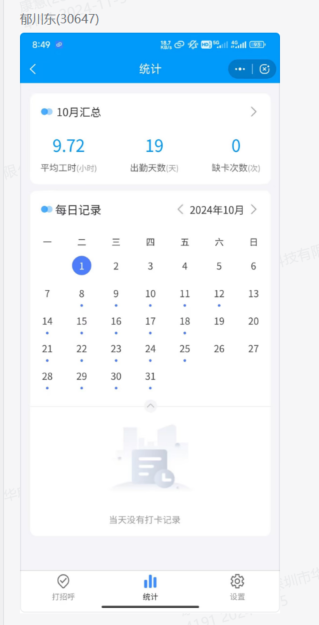 郁川东(30647)
8:49
统计
10月汇总
9.72 19 0
平均工时(小时) 出勤天数(天) 缺卡次数(次)
每日记录 2024年10月
一 二 三 四 五 六 日
1 2 3 4 5 6
7 8 9 10 11 12 13
14 15 16 17 18 19 20
21 22 23 24 25 26 27
28 29 30 31
当天没有打卡记录
打招呼 统计 设置